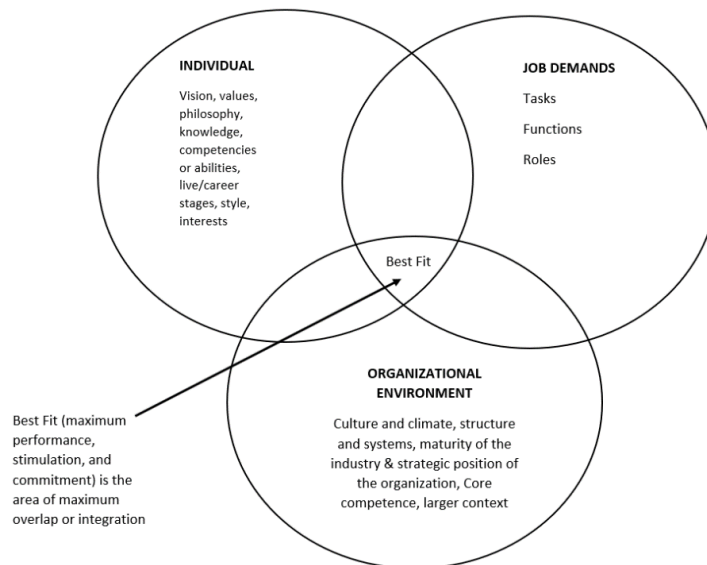 INDIVIDUAL
Vision, values,
philosophy,
knowledge,
competencies
or abilities,
live/career
stages, style,
interests
JOB DEMANDS
Tasks
Functions
Roles
Best Fit
ORGANIZATIONAL
ENVIRONMENT
Culture and climate, structure
and systems, maturity of the
industry & strategic position of
the organization, Core
competence, larger context
Best Fit (maximum
performance,
stimulation, and
commitment) is the
area of maximum
overlap or integration